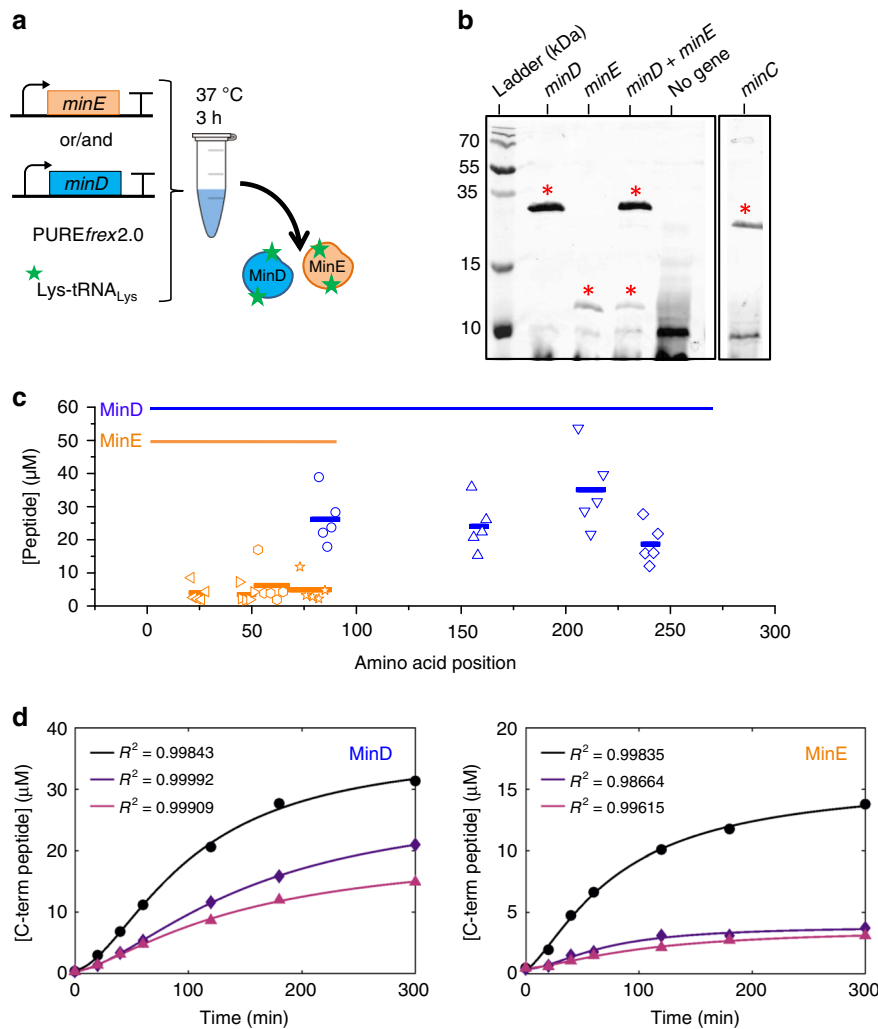 a
minE
or/and
minD
PUREfrex2.0
Lys-tRNALys
37 °C
3 h
MinD
MinE
b
Ladder (kDa)
minD
minE
minD + minE
No gene
minC
70
55
35
15
10
*
*
*
*
*
c
MinD
MinE
[Peptide] (µM)
60
50
40
30
20
10
5
0
0
50
100
150
200
250
300
Amino acid position
d
[C-term peptide] (µM)
40
30
20
10
0
R² = 0.99843
R² = 0.99992
R² = 0.99909
MinD
0
100
200
300
Time (min)
[C-term peptide] (µM)
20
15
10
5
0
R² = 0.99835
R² = 0.98664
R² = 0.99615
MinE
0
100
200
300
Time (min)